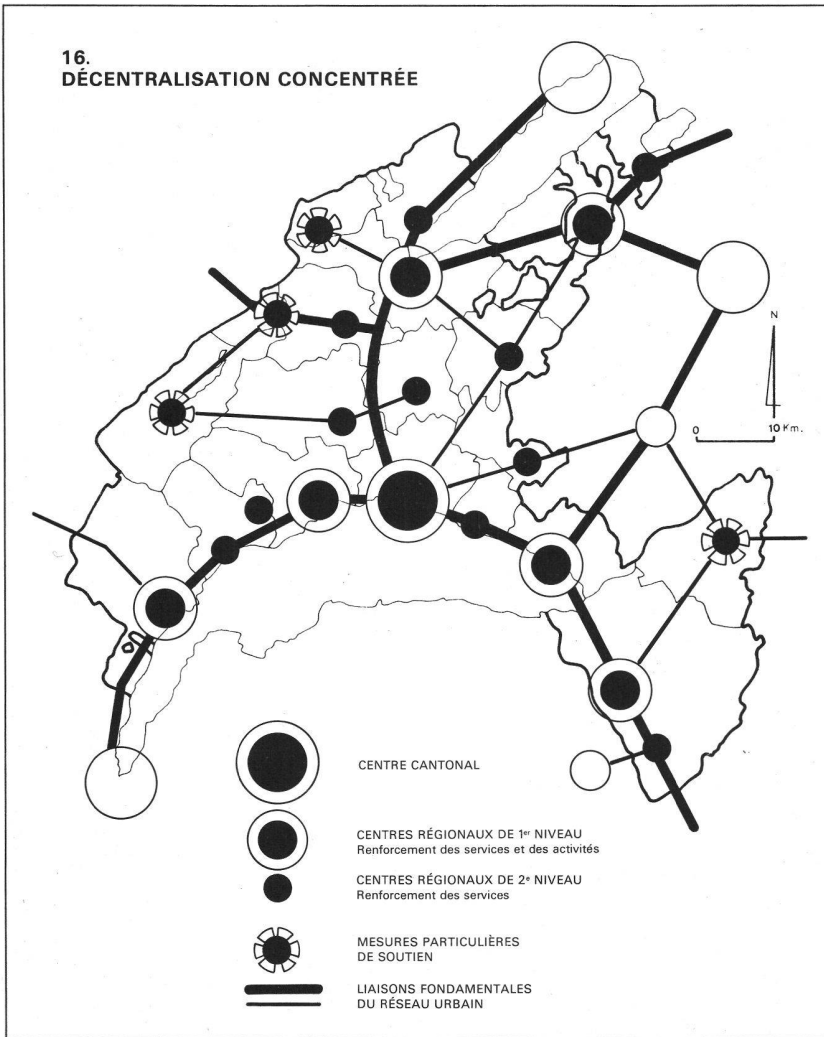 16.
DÉCENTRALISATION CONCENTRÉE
N
0 10 Km.
CENTRE CANTONAL
CENTRES RÉGIONAUX DE 1er NIVEAU
Renforcement des services et des activités
CENTRES RÉGIONAUX DE 2e NIVEAU
Renforcement des services
MESURES PARTICULIÈRES
DE SOUTIEN
LIAISONS FONDAMENTALES
DU RÉSEAU URBAIN